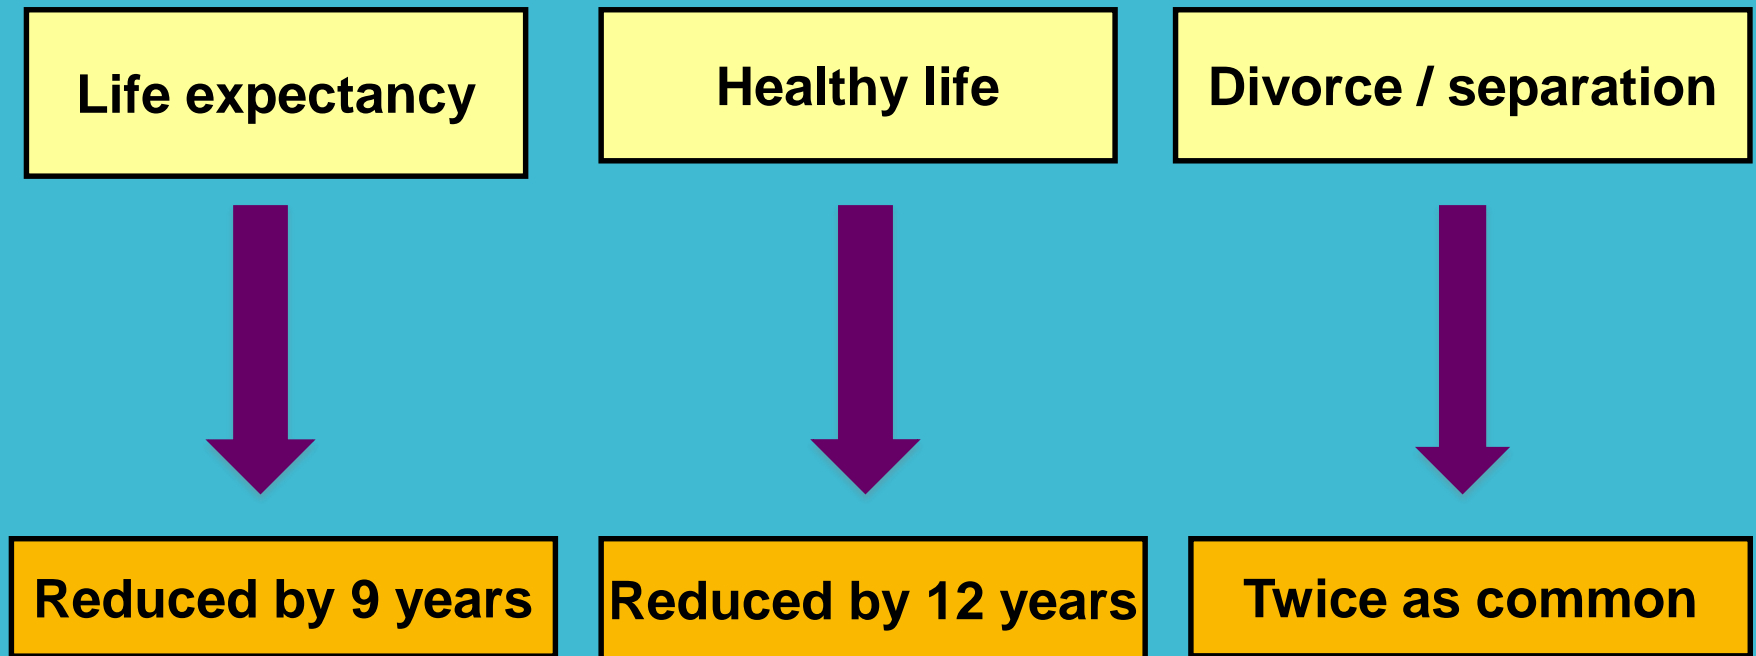 Life expectancy
Healthy life
Divorce / separation
Reduced by 9 years
Reduced by 12 years
Twice as common